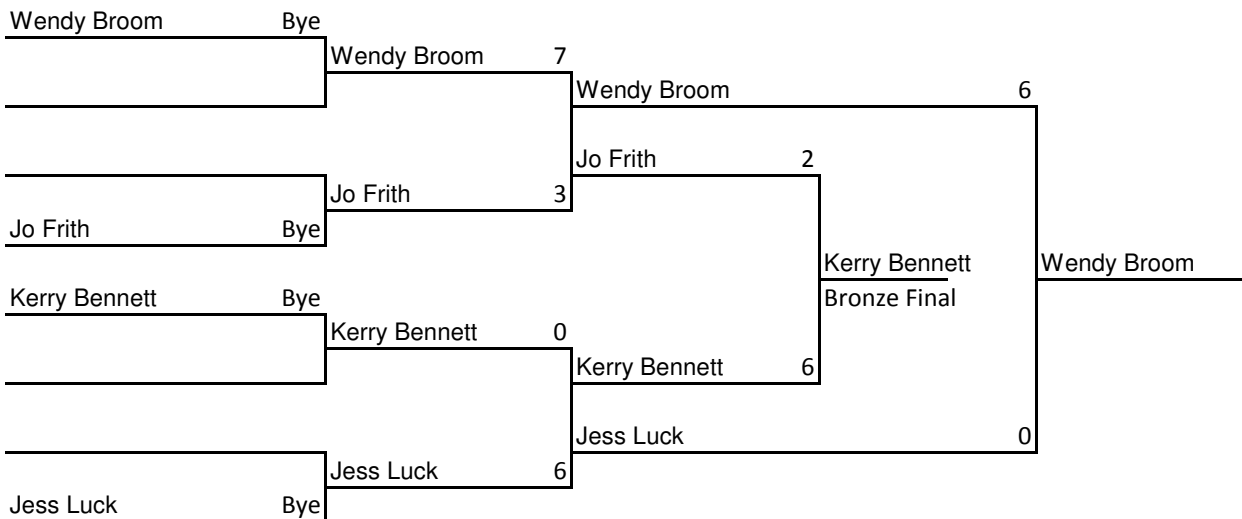 Wendy Broom Bye
Wendy Broom 7
Wendy Broom 6
Jo Frith 2
Jo Frith 3
Jo Frith Bye
Kerry Bennett Wendy Broom
Kerry Bennett Bye Bronze Final
Kerry Bennett 0
Kerry Bennett 6
Jess Luck 0
Jess Luck 6
Jess Luck Bye